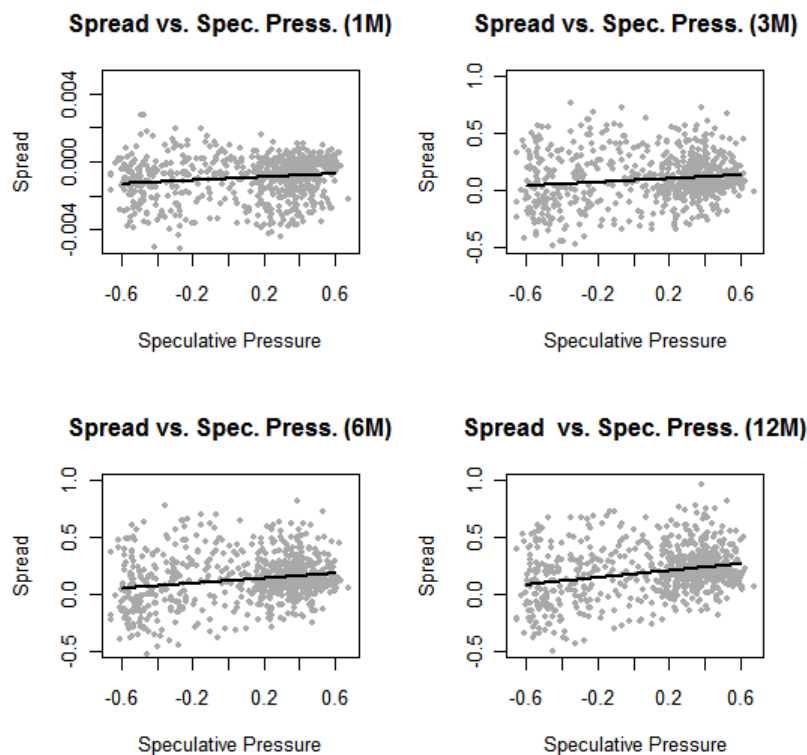 Spread vs. Spec. Press. (1M)
Spread
0.004
0.000
-0.004
-0.6 -0.2 0.2 0.6
Speculative Pressure
Spread vs. Spec. Press. (3M)
Spread
1.0
0.5
0.0
-0.5
-0.6 -0.2 0.2 0.6
Speculative Pressure
Spread vs. Spec. Press. (6M)
Spread
1.0
0.5
0.0
-0.5
-0.6 -0.2 0.2 0.6
Speculative Pressure
Spread vs. Spec. Press. (12M)
Spread
1.0
0.5
0.0
-0.5
-0.6 -0.2 0.2 0.6
Speculative Pressure